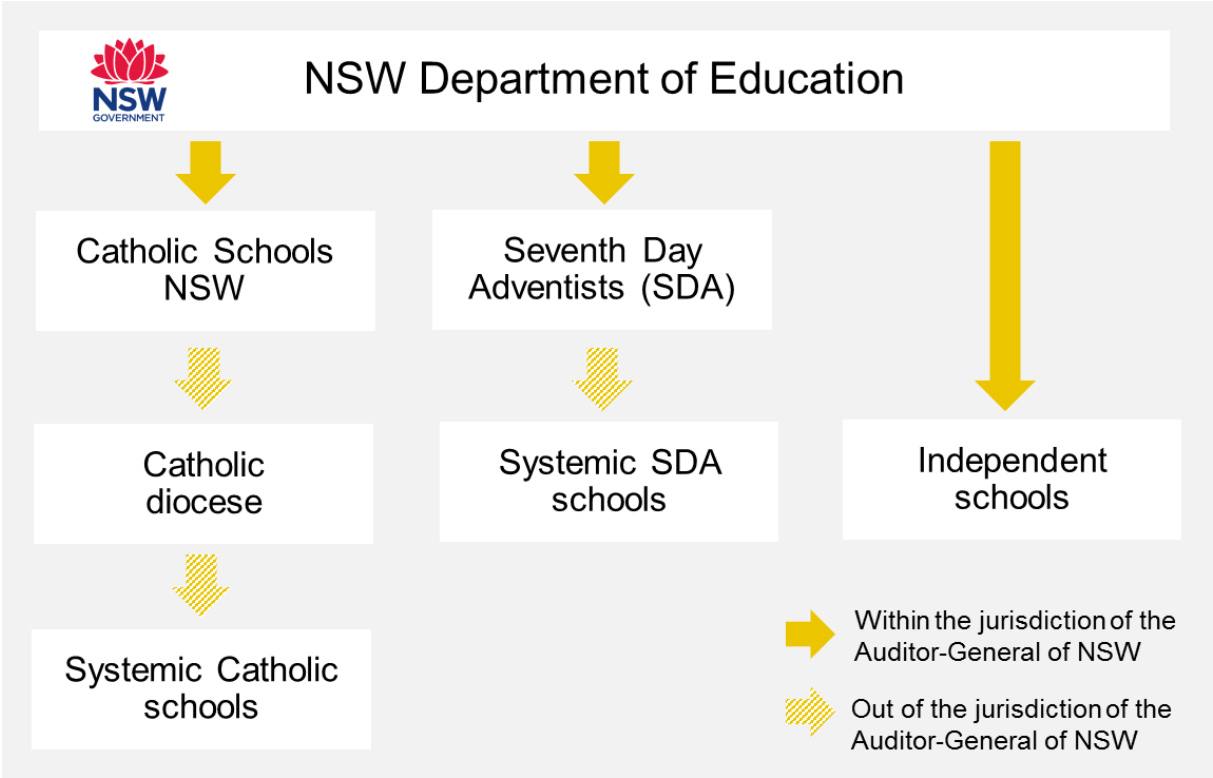 NSW
GOVERNMENT
NSW Department of Education
Catholic Schools
NSW
Seventh Day
Adventists (SDA)
Catholic
diocese
Systemic SDA
schools
Independent
schools
Systemic Catholic
schools
Within the jurisdiction of the
Auditor-General of NSW
Out of the jurisdiction of the
Auditor-General of NSW